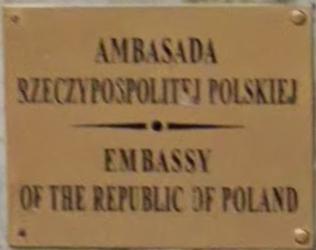 AMBASADA
RZECZYPOSPOLITEJ POLSKIEJ
EMBASSY
OF THE REPUBLIC OF POLAND